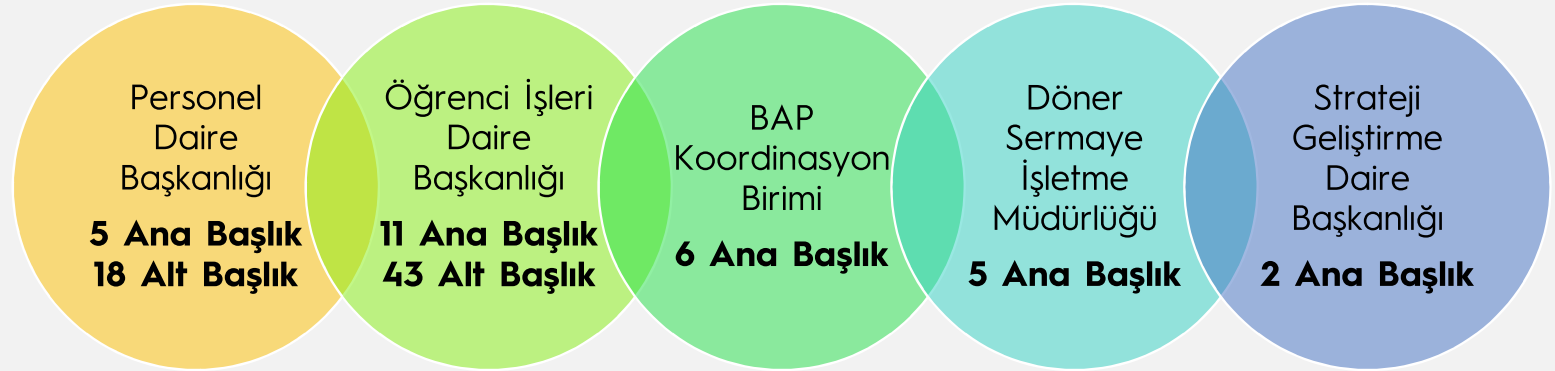 Personel
Daire
Başkanlığı
5 Ana Başlık
18 Alt Başlık
Öğrenci İşleri
Daire
Başkanlığı
11 Ana Başlık
43 Alt Başlık
BAP
Koordinasyon
Birimi
6 Ana Başlık
Döner
Sermaye
İşletme
Müdürlüğü
5 Ana Başlık
Strateji
Geliştirme
Daire
Başkanlığı
2 Ana Başlık